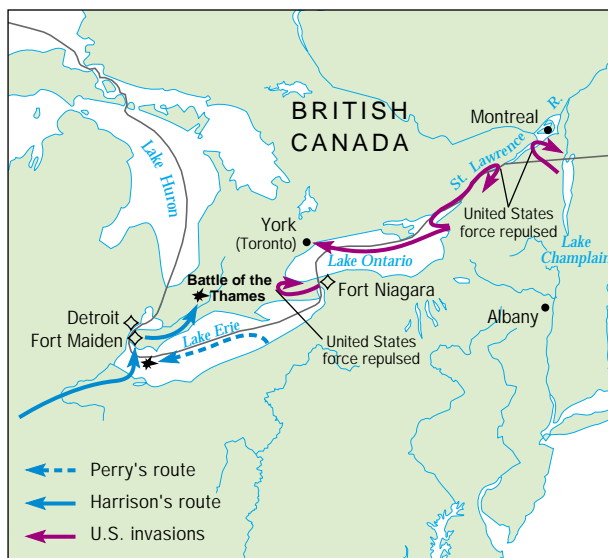 BRITISH
CANADA
R.
Montreal
St. Lawrence
Lake Huron
United States
force repulsed
York
(Toronto)
Lake
Champlain
Lake Ontario
Battle of the
Thames
Fort Niagara
Detroit
Fort Maiden
Lake Erie
Albany
United States
force repulsed
Perry's route
Harrison's route
U.S. invasions